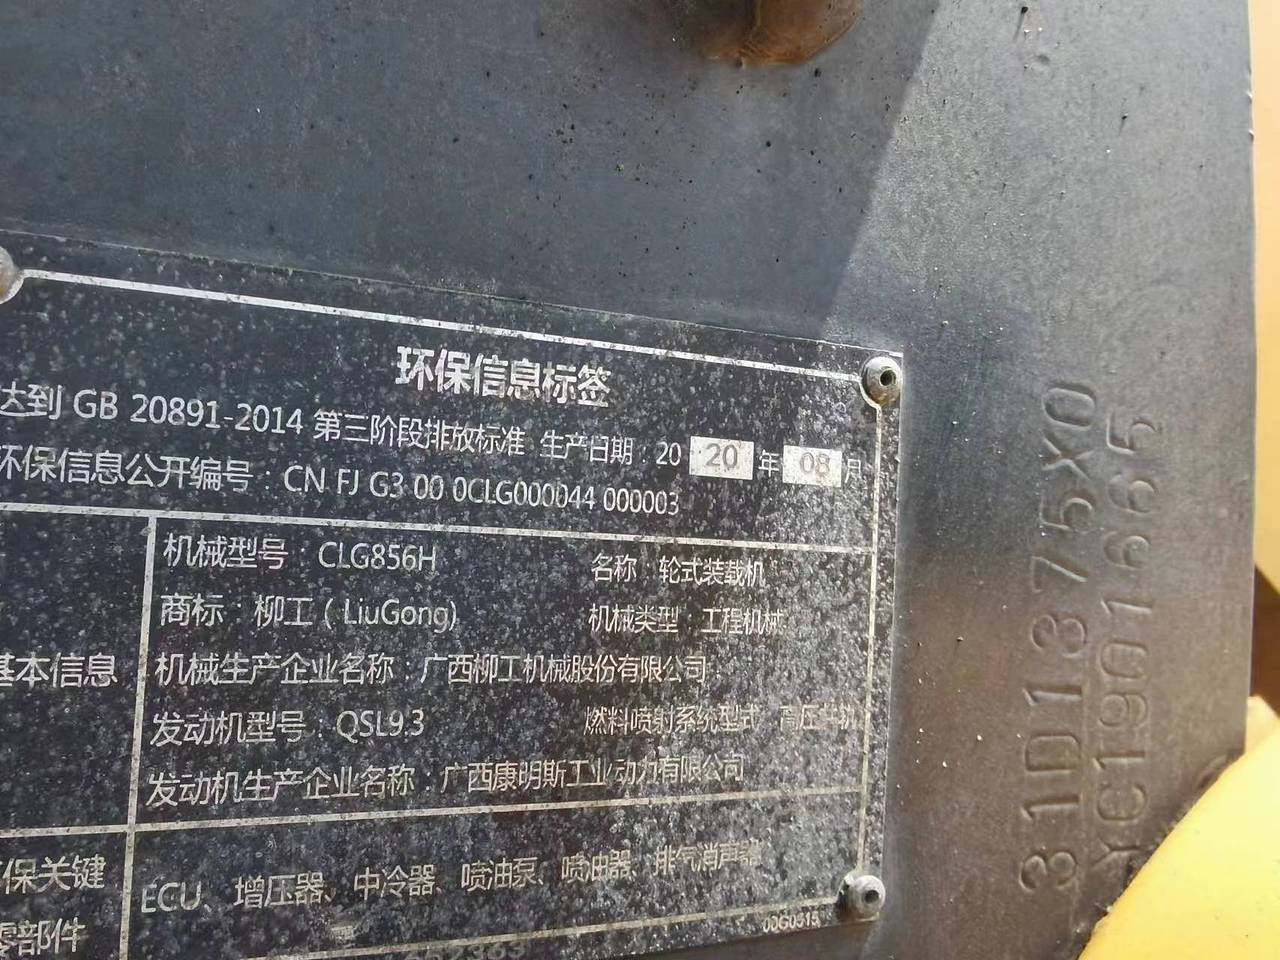 环保信息标签
达到 GB 20891-2014 第三阶段排放标准 生产日期：20 20 年 08 月
环保信息公开编号：CN FJ G3 00 0CLG000044 000003
机械型号：CLG856H 名称：轮式装载机
商标：柳工（LiuGong) 机械类型：工程机械
基本信息
机械生产企业名称：广西柳工机械股份有限公司
发动机型号：QSL9.3 燃料喷射系统型式 高压共轨
发动机生产企业名称：广西康明斯工业动力有限公司
保关键
零部件
ECU、增压器、中冷器、喷油泵、喷油器、排气消声器
00G0515
31D1375X0
YC1901665